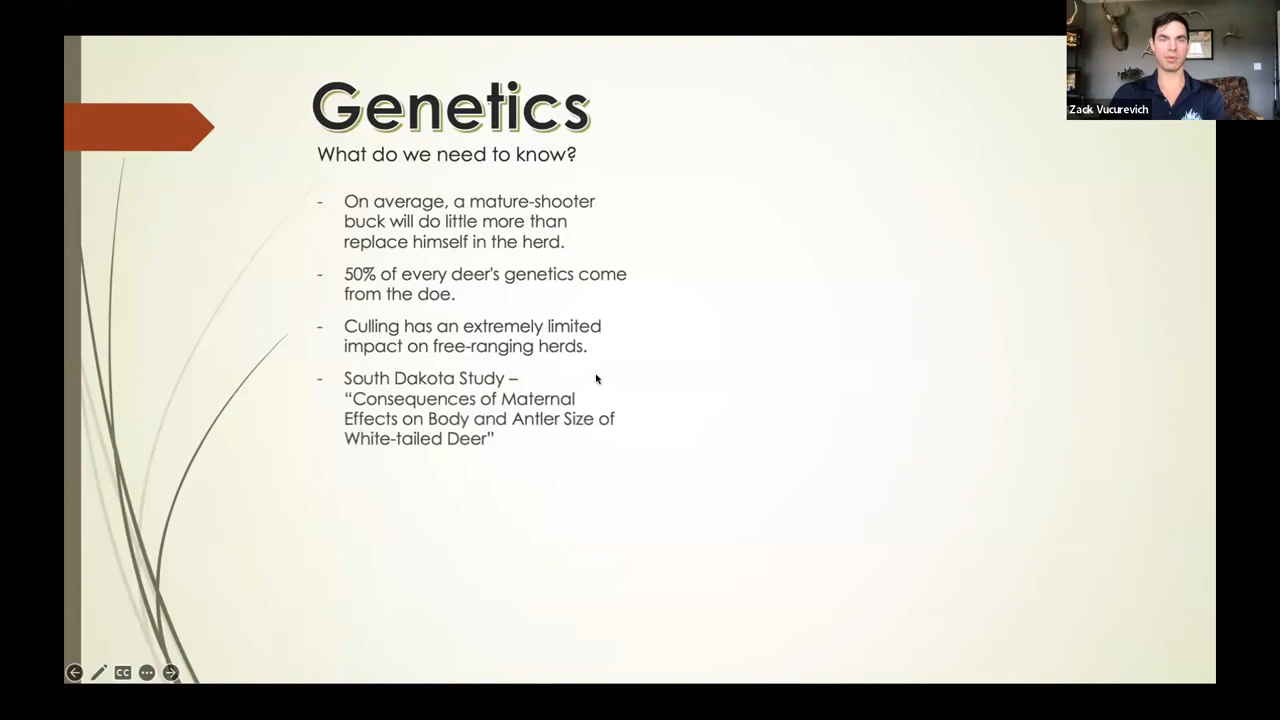 Genetics
What do we need to know?
- On average, a mature-shooter
buck will do little more than
replace himself in the herd.
- 50% of every deer's genetics come
from the doe.
- Culling has an extremely limited
impact on free-ranging herds.
- South Dakota Study –
“Consequences of Maternal
Effects on Body and Antler Size of
White-tailed Deer”
Zack Vucurevich
CC